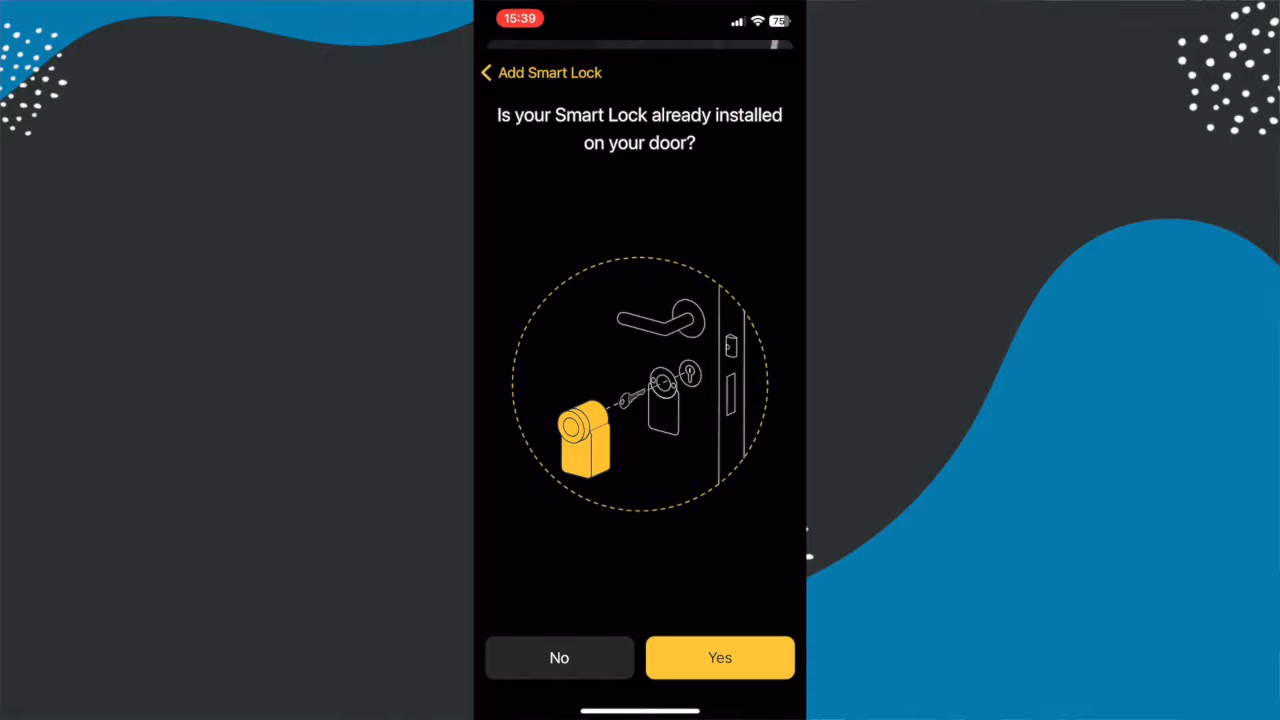 15:39
75
Add Smart Lock
Is your Smart Lock already installed
on your door?
No
Yes